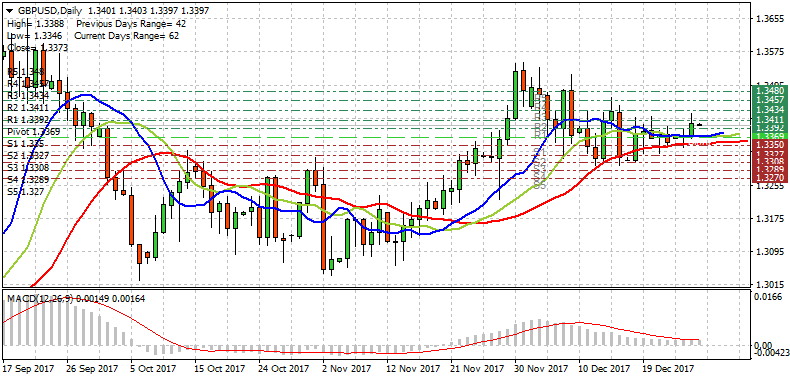 GBPUSD,Daily 1.3401 1.3403 1.3397 1.3397
High= 1.3388 Previous Days Range= 42
Low= 1.3346 Current Days Range= 62
Close= 1.3373
R4 1.3457
R3 1.3434
R2 1.3411
R1 1.3392
Pivot 1.3369
S1 1.335
S2 1.3327
S3 1.3308
S4 1.3289
S5 1.327
1.3655
1.3575
1.3480
1.3457
1.3434
1.3411
1.3392
1.3350
1.3327
1.3308
1.3289
1.3270
1.3255
1.3175
1.3095
1.3015
MACD(12,26,9) 0.00149 0.00164
0.0166
0.00
-0.00423
17 Sep 2017 26 Sep 2017 5 Oct 2017 15 Oct 2017 24 Oct 2017 2 Nov 2017 12 Nov 2017 21 Nov 2017 30 Nov 2017 10 Dec 2017 19 Dec 2017